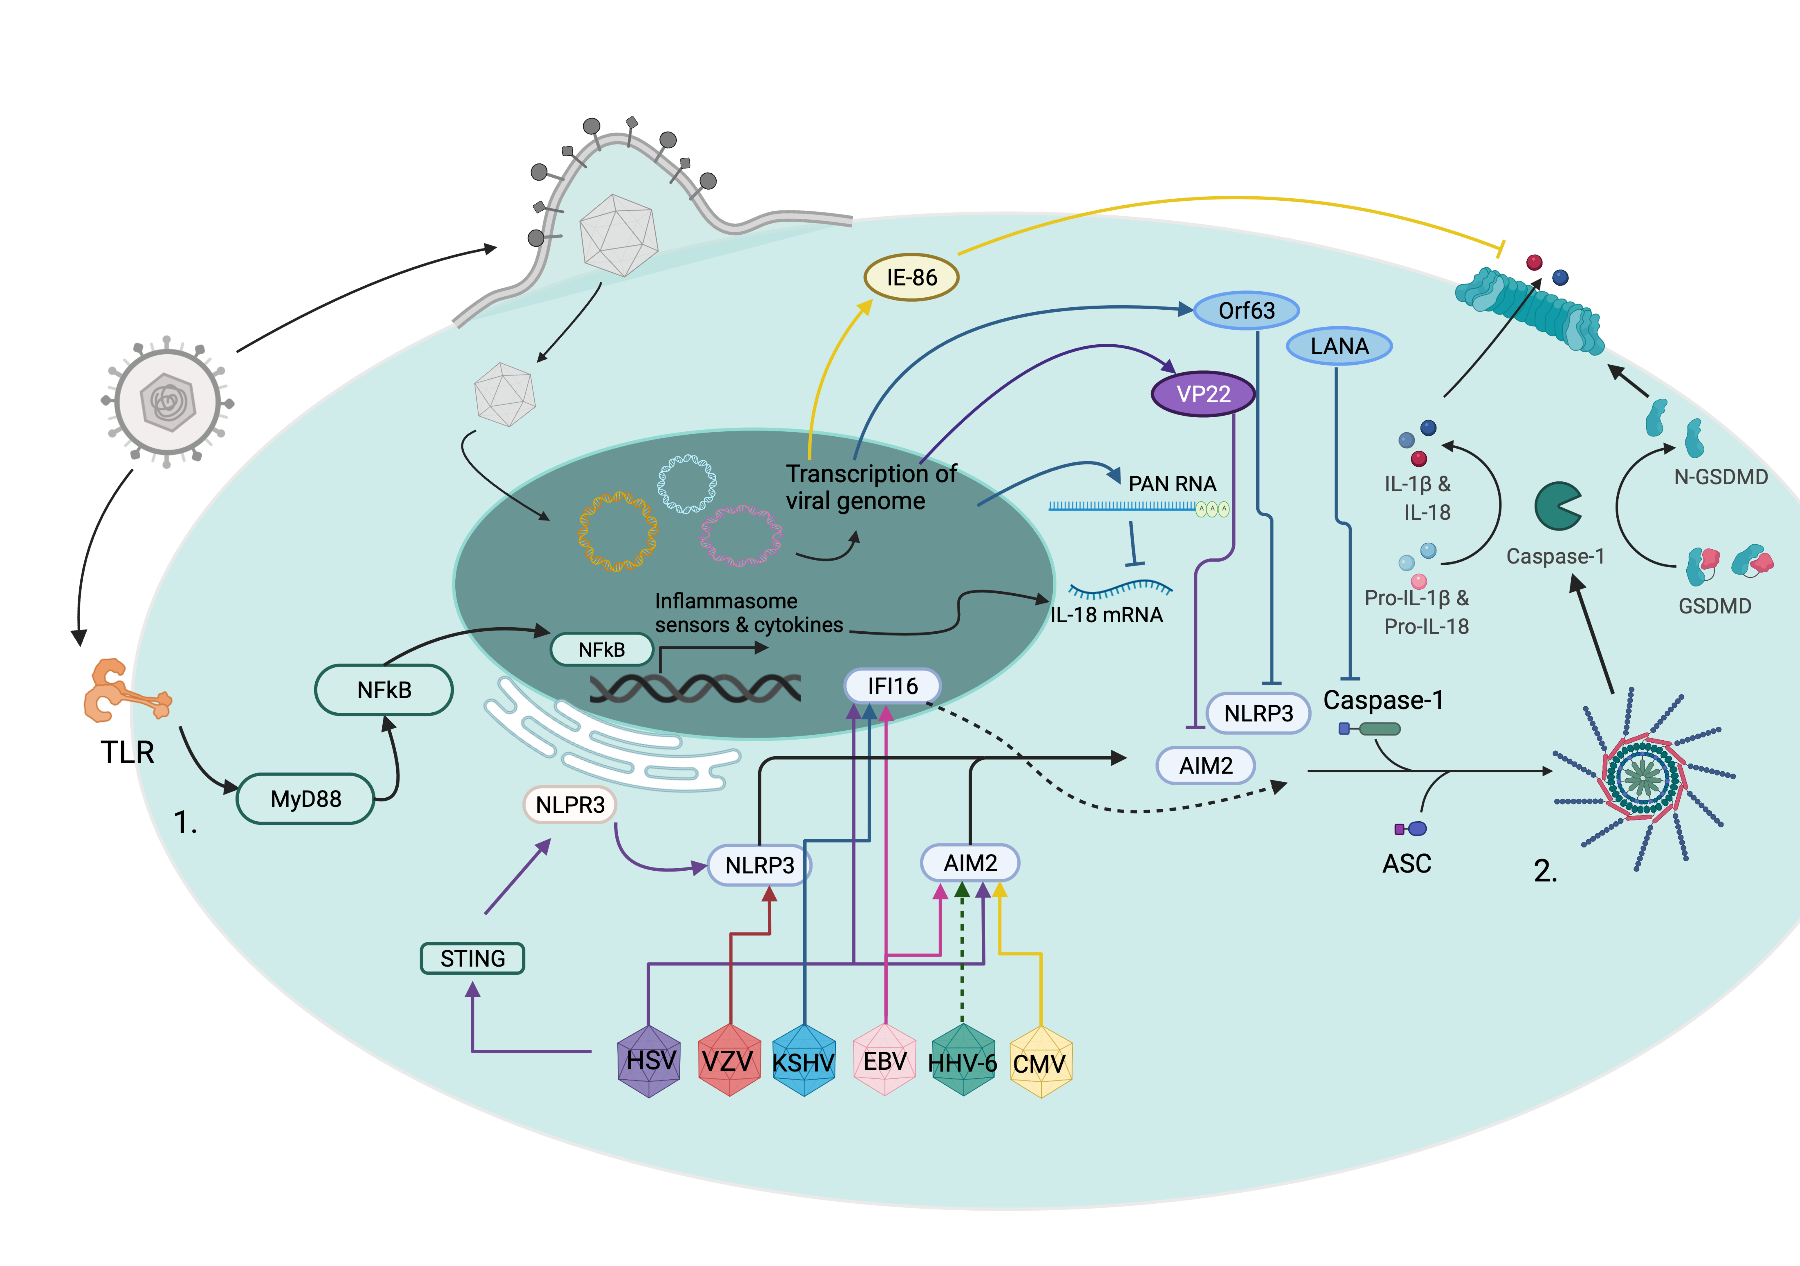 IE-86
Orf63
LANA
VP22
Transcription of
viral genome
PAN RNA
A A A
IL-1β &
IL-18
N-GSDMD
Caspase-1
Pro-IL-1β &
Pro-IL-18
GSDMD
Inflammasome
sensors & cytokines
IL-18 mRNA
NFkB
NFkB
IFI16
TLR
MyD88
1.
NLRP3
Caspase-1
AIM2
NLPR3
NLRP3
AIM2
ASC
2.
STING
HSV
VZV
KSHV
EBV
HHV-6
CMV